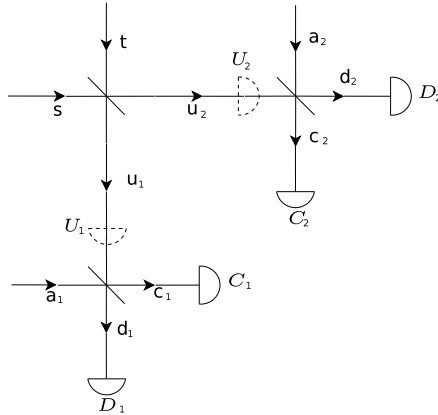 t
a₂
U₂
d₂
D₂
s
u₂
c₂
u₁
C₂
U₁
C₁
a₁
c₁
d₁
D₁